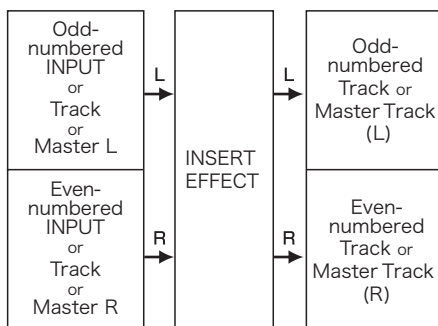 Odd-
numbered
INPUT
or
Track
or
Master L
L
INSERT
EFFECT
L
Odd-
numbered
Track or
Master Track
(L)
Even-
numbered
INPUT
or
Track
or
Master R
R
R
Even-
numbered
Track or
Master Track
(R)